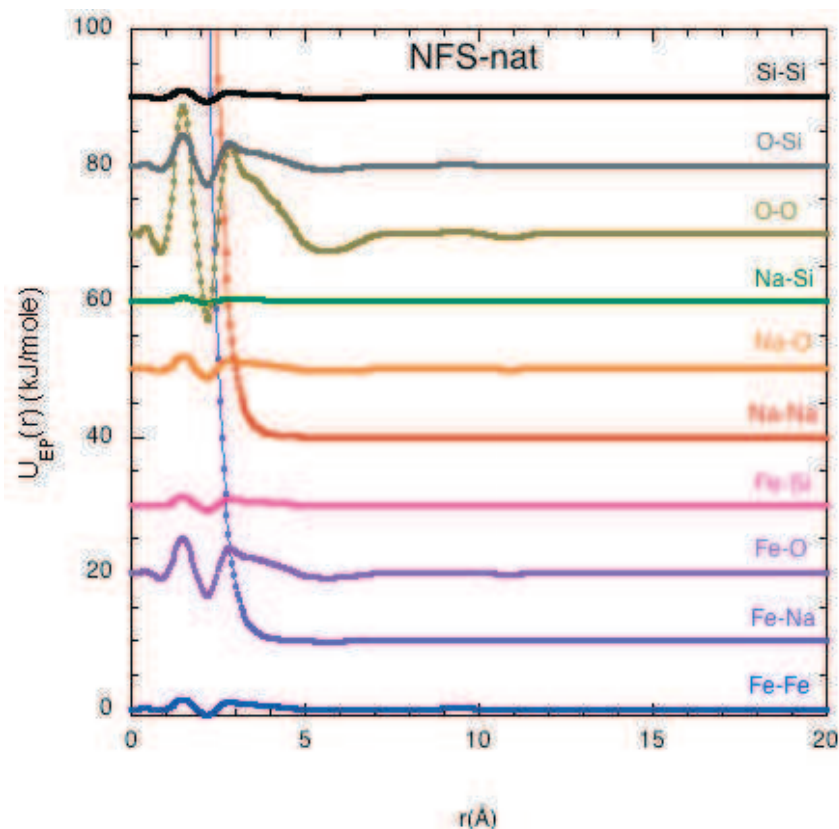 NFS-nat
100
80
60
40
20
0
U_EP(r) (kJ/mole)
Si-Si
O-Si
O-O
Na-Si
Na-O
Na-Na
Fe-Si
Fe-O
Fe-Na
Fe-Fe
0 5 10 15 20
r(Å)